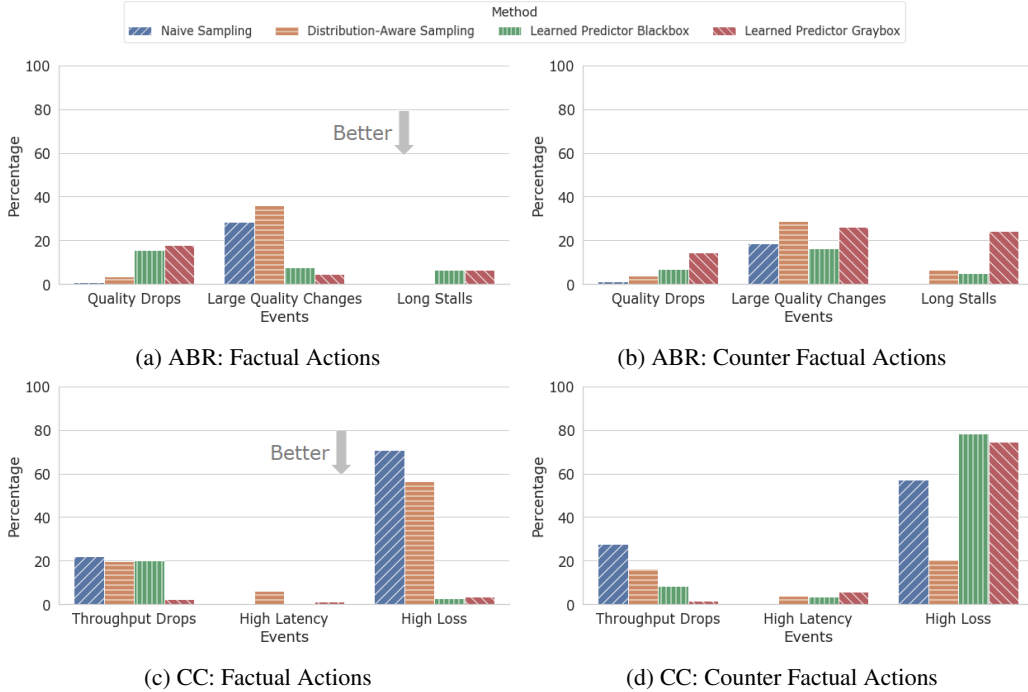 Method
Naive Sampling Distribution-Aware Sampling Learned Predictor Blackbox Learned Predictor Graybox
100
80
60
40
20
0
Percentage
Better
Quality Drops Large Quality Changes Long Stalls
Events
(a) ABR: Factual Actions
100
80
60
40
20
0
Percentage
Quality Drops Large Quality Changes Long Stalls
Events
(b) ABR: Counter Factual Actions
100
80
60
40
20
0
Percentage
Better
Throughput Drops High Latency High Loss
Events
(c) CC: Factual Actions
100
80
60
40
20
0
Percentage
Throughput Drops High Latency High Loss
Events
(d) CC: Counter Factual Actions